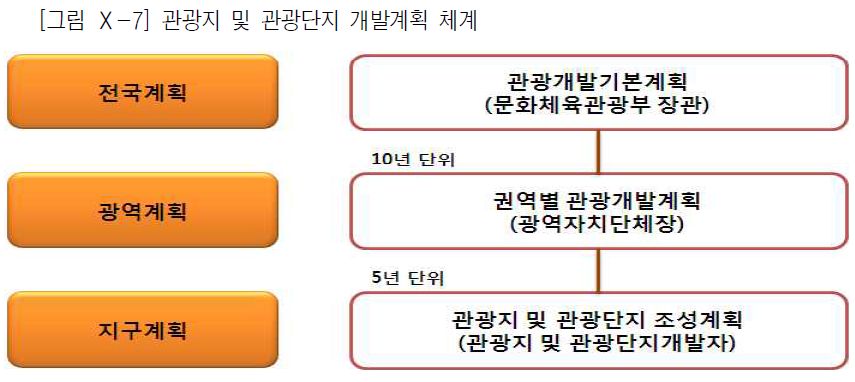 [그림 Ⅹ-7] 관광지 및 관광단지 개발계획 체계
전국계획
관광개발기본계획
(문화체육관광부 장관)
10년 단위
광역계획
권역별 관광개발계획
(광역자치단체장)
5년 단위
지구계획
관광지 및 관광단지 조성계획
(관광지 및 관광단지개발자)